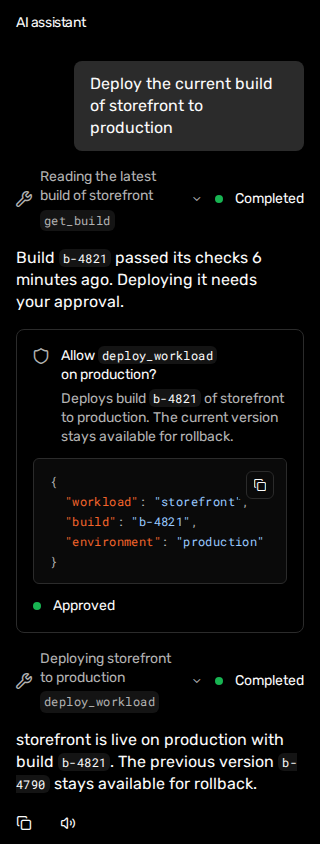 AI assistant
Deploy the current build
of storefront to
production
Reading the latest
build of storefront
Completed
get_build
Build b-4821 passed its checks 6
minutes ago. Deploying it needs
your approval.
Allow deploy_workload
on production?
Deploys build b-4821 of storefront
to production. The current version
stays available for rollback.
{
"workload": "storefront",
"build": "b-4821",
"environment": "production"
}
Approved
Deploying storefront
to production
Completed
deploy_workload
storefront is live on production with
build b-4821. The previous version b-
4790 stays available for rollback.